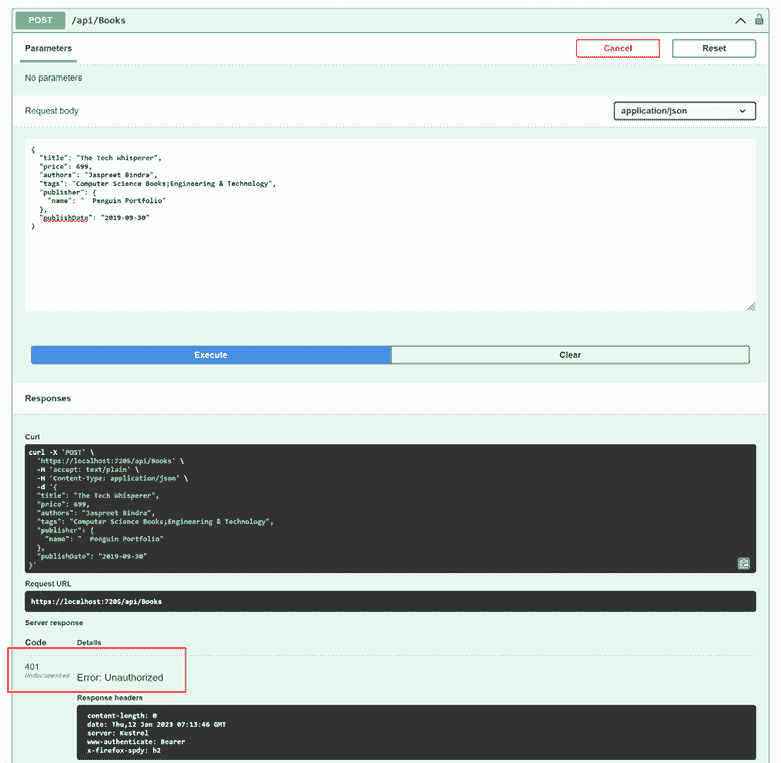 POST /api/Books
Parameters Cancel Reset
No parameters
Request body application/json
{
"title": "The Tech Whisperer",
"price": 699,
"authors": "Jaspreet Bindra",
"tags": "Computer Science Books;Engineering & Technology",
"publisher": {
"name": "  Penguin Portfolio"
},
"publishDate": "2019-09-30"
}
Execute Clear
Responses
Curl
curl -X 'POST' \
'https://localhost:7205/api/Books' \
-H 'accept: text/plain' \
-H 'Content-Type: application/json' \
-d '{
"title": "The Tech Whisperer",
"price": 699,
"authors": "Jaspreet Bindra",
"tags": "Computer Science Books;Engineering & Technology",
"publisher": {
"name": "  Penguin Portfolio"
},
"publishDate": "2019-09-30"
}'
Request URL
https://localhost:7205/api/Books
Server response
Code Details
401
Undocumented
Error: Unauthorized
Response headers
content-length: 0
date: Thu,12 Jan 2023 07:13:46 GMT
server: Kestrel
www-authenticate: Bearer
x-firefox-spdy: h2